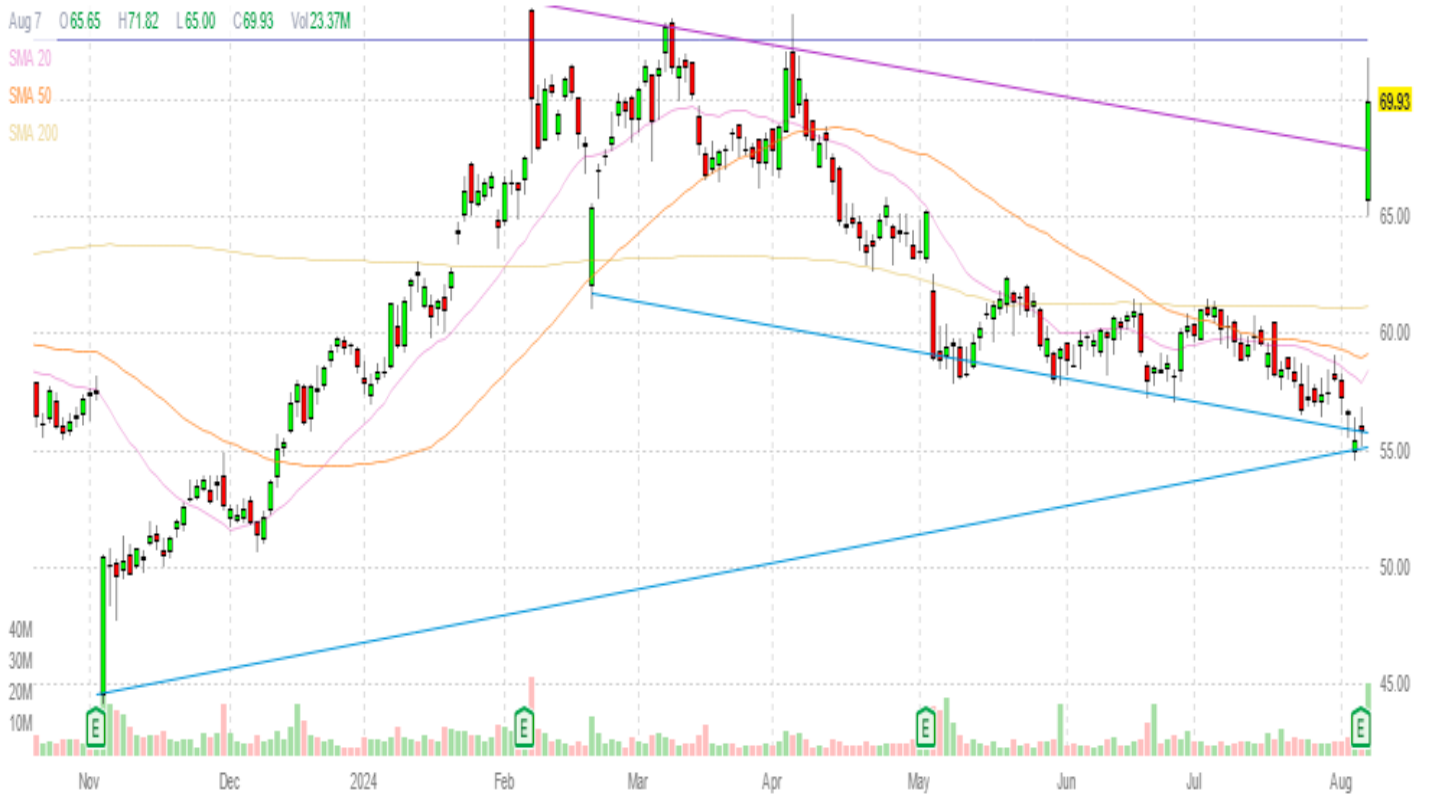 Aug 7 O65.65 H71.82 L65.00 C69.93 Vol23.37M
SMA 20
SMA 50
SMA 200
69.93
65.00
60.00
55.00
50.00
45.00
40M
30M
20M
10M
E E E E
Nov Dec 2024 Feb Mar Apr May Jun Jul Aug